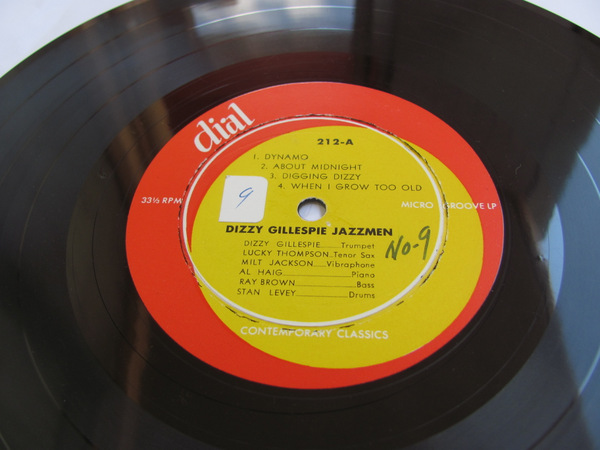 dial
212-A
1. DYNAMO
2. ABOUT MIDNIGHT
3. DIGGING DIZZY
4. WHEN I GROW TOO OLD
9
33⅓ RPM
MICRO GROOVE LP
DIZZY GILLESPIE JAZZMEN
No-9
DIZZY GILLESPIE......Trumpet
LUCKY THOMPSON..Tenor Sax
MILT JACKSON......Vibraphane
AL HAIG......Piano
RAY BROWN......Bass
STAN LEVEY......Drums
CONTEMPORARY CLASSICS